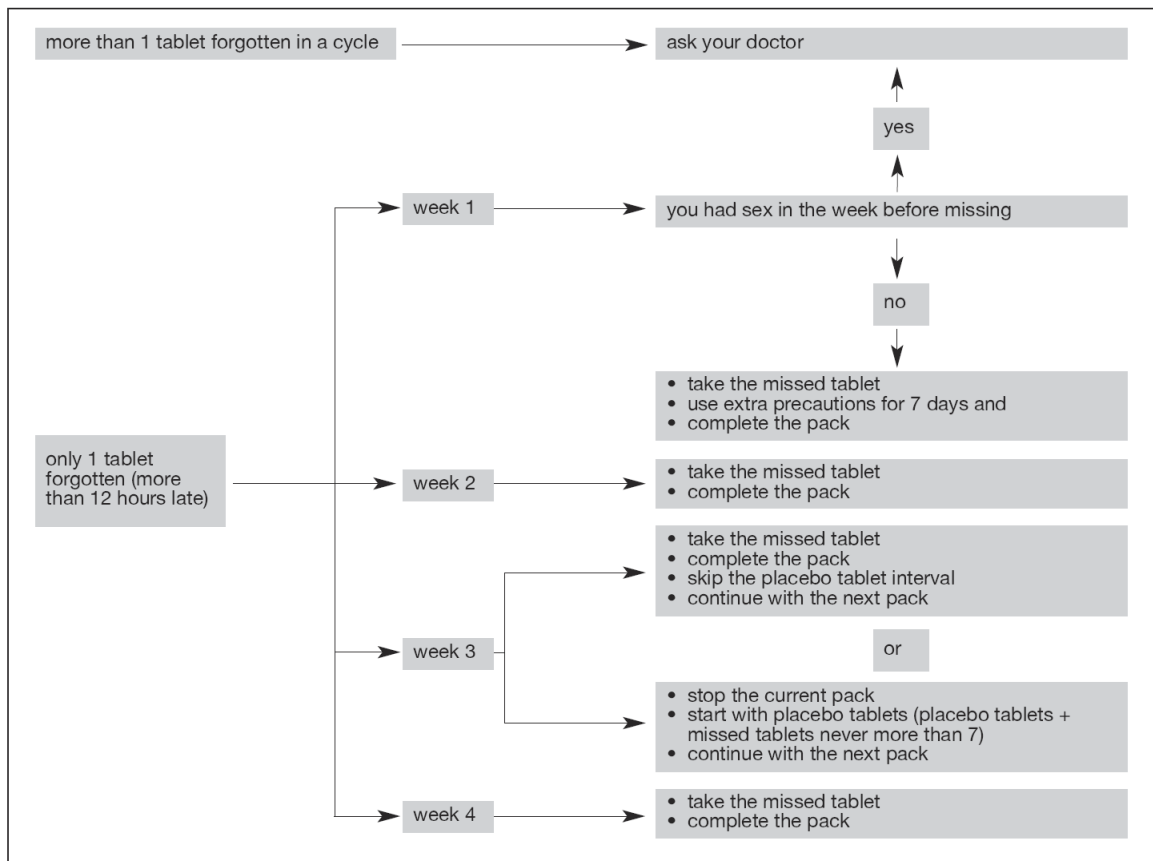 more than 1 tablet forgotten in a cycle
ask your doctor
yes
week 1
you had sex in the week before missing
no
• take the missed tablet
• use extra precautions for 7 days and
• complete the pack
only 1 tablet
forgotten (more
than 12 hours late)
week 2
• take the missed tablet
• complete the pack
• take the missed tablet
• complete the pack
• skip the placebo tablet interval
• continue with the next pack
week 3
or
• stop the current pack
• start with placebo tablets (placebo tablets +
missed tablets never more than 7)
• continue with the next pack
week 4
• take the missed tablet
• complete the pack